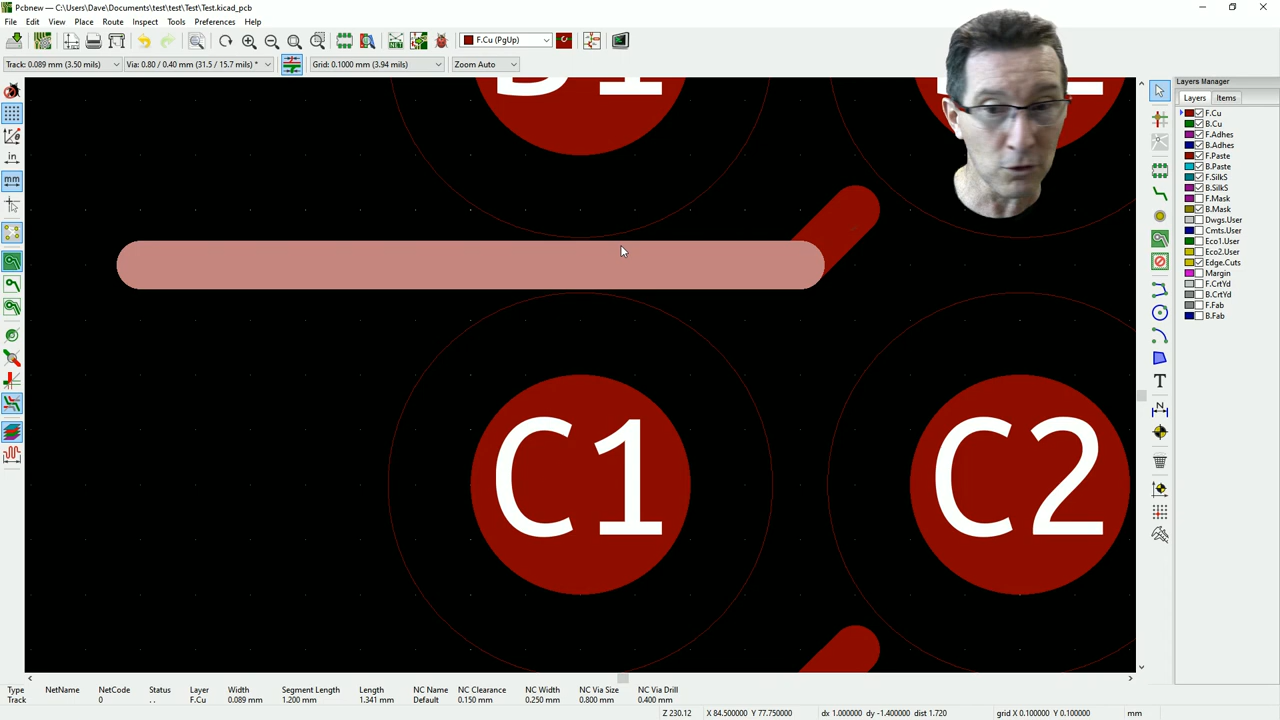 Pcbnew — C:\Users\Dave\Documents\test\test\Test\Test.kicad_pcb
File Edit View Place Route Inspect Tools Preferences Help
F.Cu (PgUp)
Track: 0.089 mm (3.50 mils) Via: 0.80 / 0.40 mm (31.5 / 15.7 mils) * Grid: 0.1000 mm (3.94 mils) Zoom Auto
Layers Manager
Layers Items
F.Cu
B.Cu
F.Adhes
B.Adhes
F.Paste
B.Paste
F.SilkS
B.SilkS
F.Mask
B.Mask
Dwgs.User
Cmts.User
Eco1.User
Eco2.User
Edge.Cuts
Margin
F.CrtYd
B.CrtYd
F.Fab
B.Fab
in
mm
C1 C2
Type NetName NetCode Status Layer Width Segment Length Length NC Name NC Clearance NC Width NC Via Size NC Via Drill
Track 0 .. F.Cu 0.089 mm 1.200 mm 1.341 mm Default 0.150 mm 0.250 mm 0.800 mm 0.400 mm
Z 230.12 X 84.500000 Y 77.750000 dx 1.000000 dy -1.400000 dist 1.720 grid X 0.100000 Y 0.100000 mm